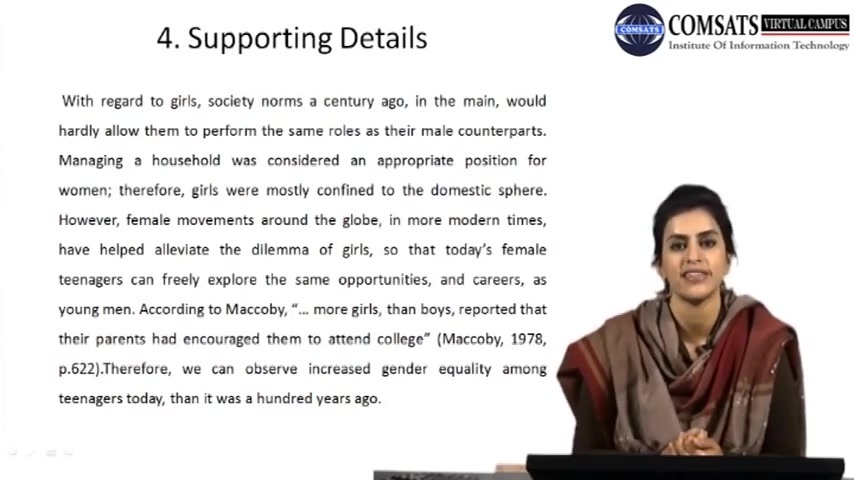 4. Supporting Details
COMSATS
COMSATS VIRTUAL CAMPUS
Institute Of Information Technology
With regard to girls, society norms a century ago, in the main, would
hardly allow them to perform the same roles as their male counterparts.
Managing a household was considered an appropriate position for
women; therefore, girls were mostly confined to the domestic sphere.
However, female movements around the globe, in more modern times,
have helped alleviate the dilemma of girls, so that today's female
teenagers can freely explore the same opportunities, and careers, as
young men. According to Maccoby, “… more girls, than boys, reported that
their parents had encouraged them to attend college” (Maccoby, 1978,
p.622).Therefore, we can observe increased gender equality among
teenagers today, than it was a hundred years ago.